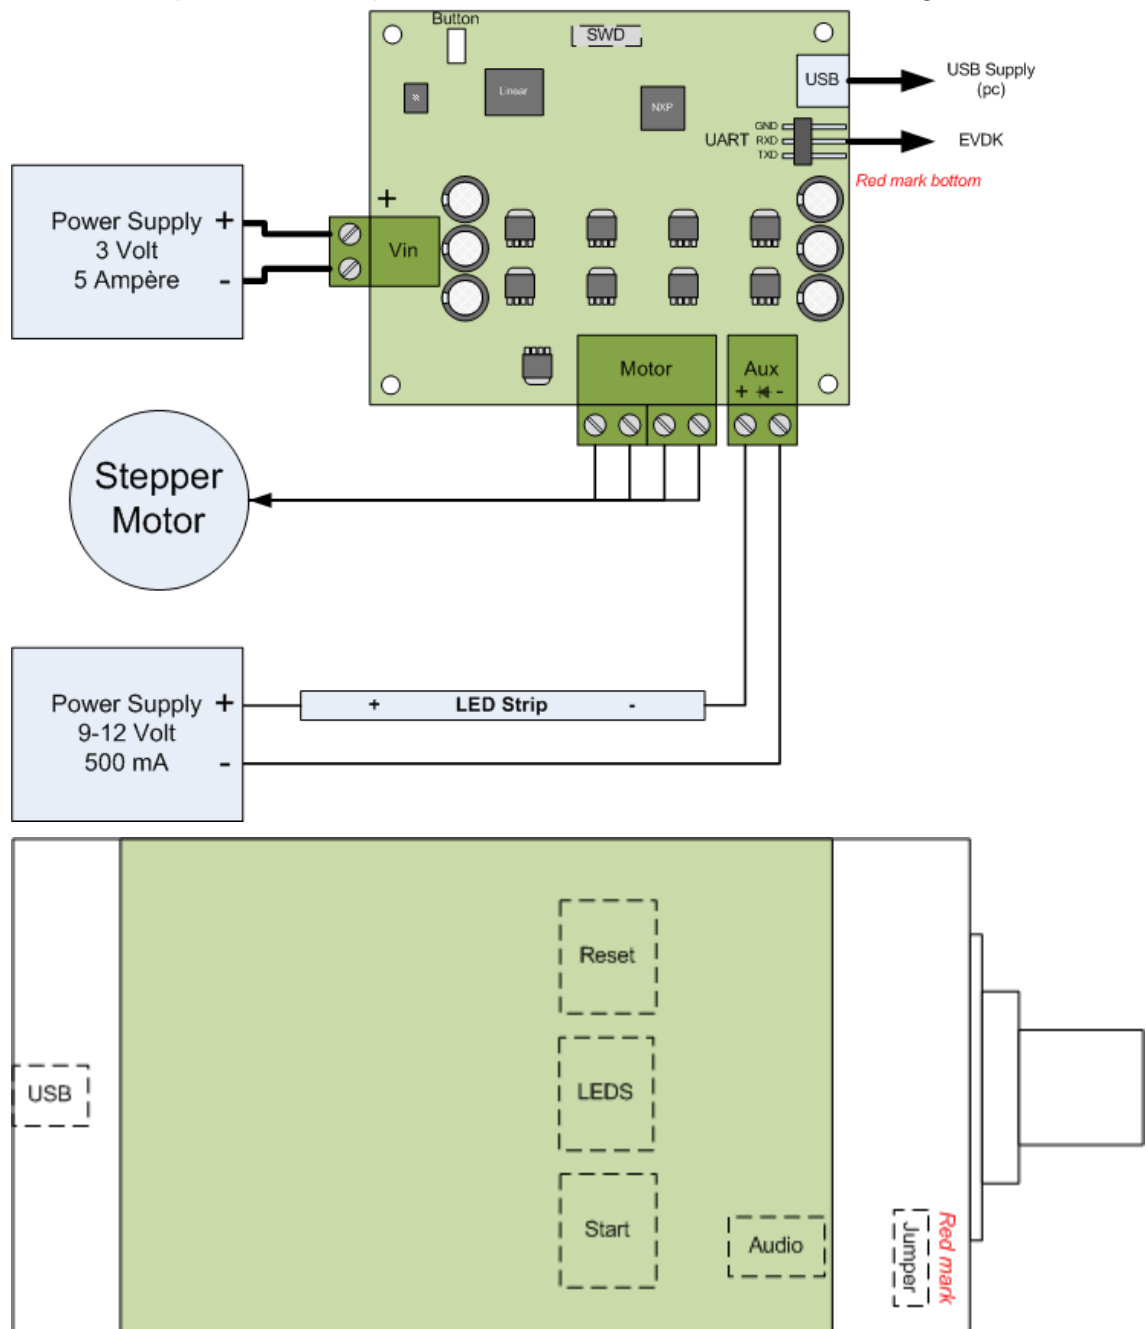 Button
SWD
Linear
NXP
USB
USB Supply
(pc)
GND
UART RXD
TXD
EVDK
Red mark bottom
Power Supply +
3 Volt
5 Ampère -
+
Vin
Motor
Aux
+ -
Stepper
Motor
Power Supply +
9-12 Volt
500 mA -
+ LED Strip -
Reset
USB
LEDS
Start
Audio
Jumper
Red mark